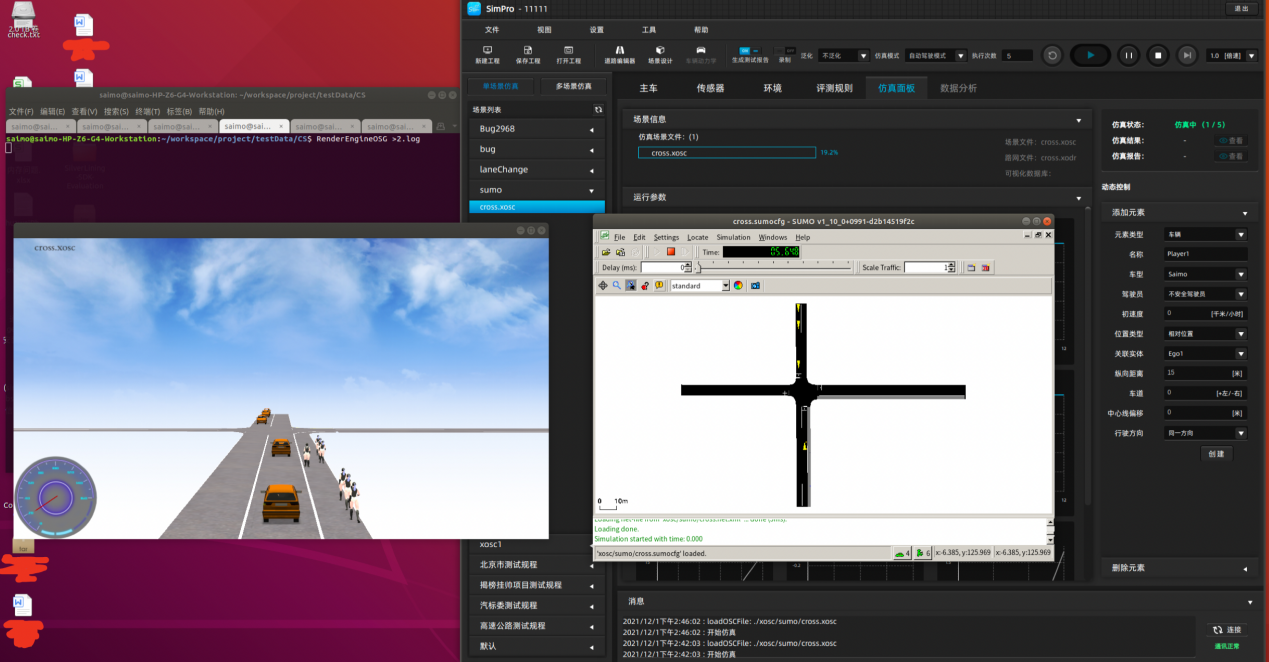 check.txt
SimPro - 11111
退出
文件 视图 设置 工具 帮助
新建工程 保存工程 打开工程 道路编辑器 场景设计 车辆动力学 生成测试报告 录制 泛化 不泛化 仿真模式 自动驾驶模式 执行次数 5 1.0 [倍速]
单场景仿真 多场景仿真
主车 传感器 环境 评测规则 仿真面板 数据分析
场景列表
Bug2968
bug
laneChange
sumo
cross.xosc
xosc1
北京市测试规程
揭榜挂帅项目测试规程
汽标委测试规程
高速公路测试规程
默认
场景信息
仿真场景文件: (1)
cross.xosc 19.2%
场景文件: cross.xosc
路网文件: cross.xodr
可视化数据库:
运行参数
仿真状态: 仿真中 (1 / 5)
仿真结果: - 查看
仿真报告: - 查看
动态控制
添加元素
元素类型 车辆
名称 Player1
车型 Saimo
驾驶员 不安全驾驶员
初速度 0 [千米/小时]
位置类型 相对位置
关联实体 Ego1
纵向距离 15 [米]
车道 0 [+左/-右]
中心线偏移 0 [米]
行驶方向 同一方向
创建
删除元素
saimo@saimo-HP-Z6-G4-Workstation: ~/workspace/project/testData/CS
文件(F) 编辑(E) 查看(V) 搜索(S) 终端(T) 标签(B) 帮助(H)
saimo@sai... saimo@sai... saimo@sai... saimo@sai... saimo@sai... saimo@sai...
saimo@saimo-HP-Z6-G4-Workstation:~/workspace/project/testData/CS$ RenderEngineOSG >2.log
cross.xosc
cross.sumocfg - SUMO v1_10_0+0991-d2b14519f2c
File Edit Settings Locate Simulation Windows Help
Time: 05.640
Delay (ms): 0 Scale Traffic: 1
standard
0 10m
Loading done.
Simulation started with time: 0.000
'xosc/sumo/cross.sumocfg' loaded. 4 6 x:-6.385, y:125.969 x:-6.385, y:125.969
12
12
消息
2021/12/1下午2:46:02 : loadOSCFile: ./xosc/sumo/cross.xosc
2021/12/1下午2:46:02 : 开始仿真
2021/12/1下午2:42:03 : loadOSCFile: ./xosc/sumo/cross.xosc
2021/12/1下午2:42:03 : 开始仿真
连接
通讯正常